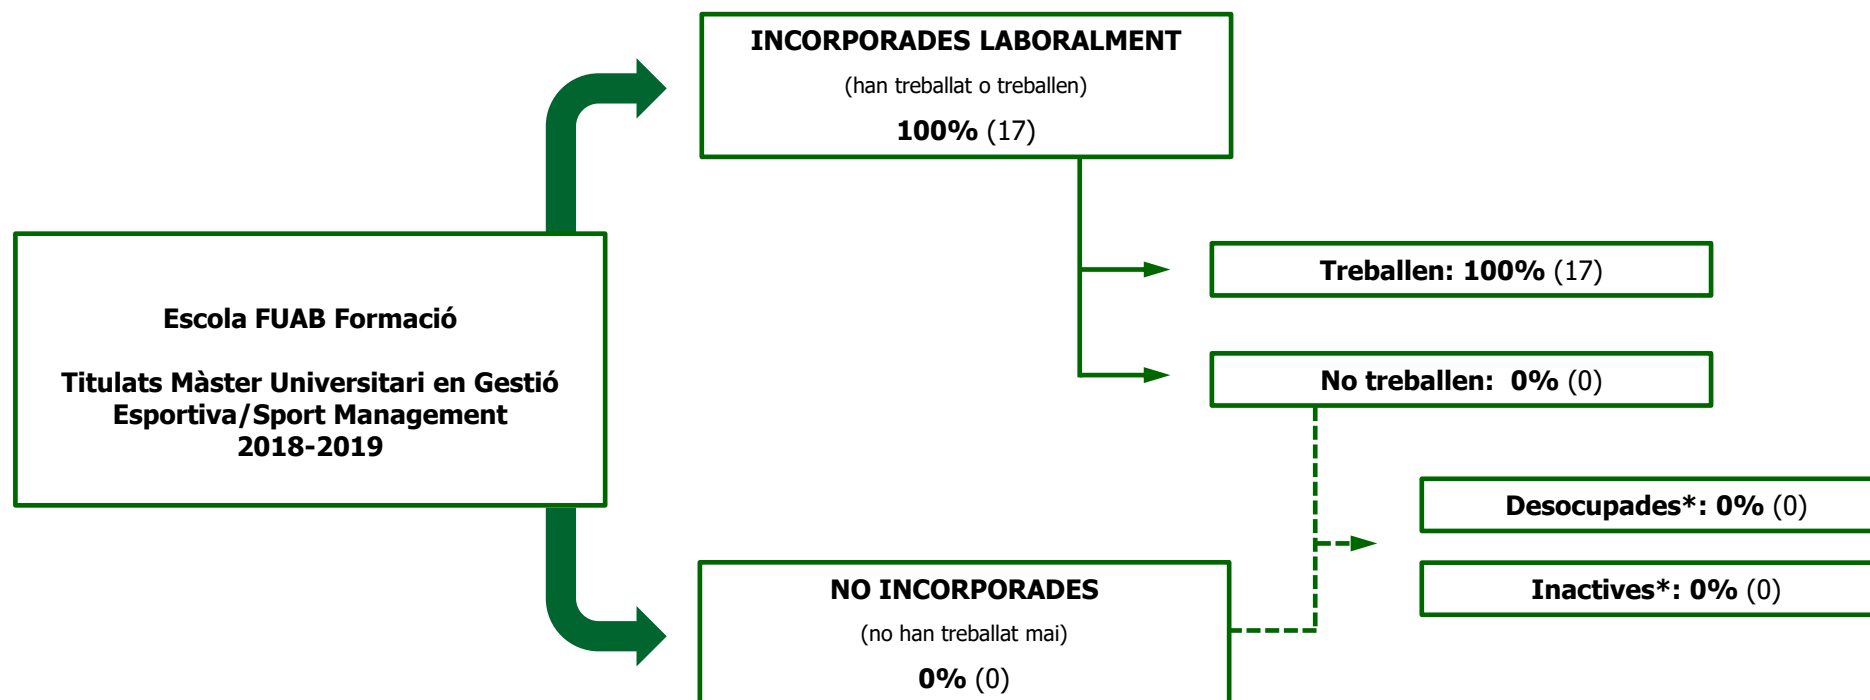 INCORPORADES LABORALMENT
(han treballat o treballen)
100% (17)
Treballen: 100% (17)
Escola FUAB Formació
Titulats Màster Universitari en Gestió
Esportiva/Sport Management
2018-2019
No treballen: 0% (0)
Desocupades*: 0% (0)
Inactives*: 0% (0)
NO INCORPORADES
(no han treballat mai)
0% (0)